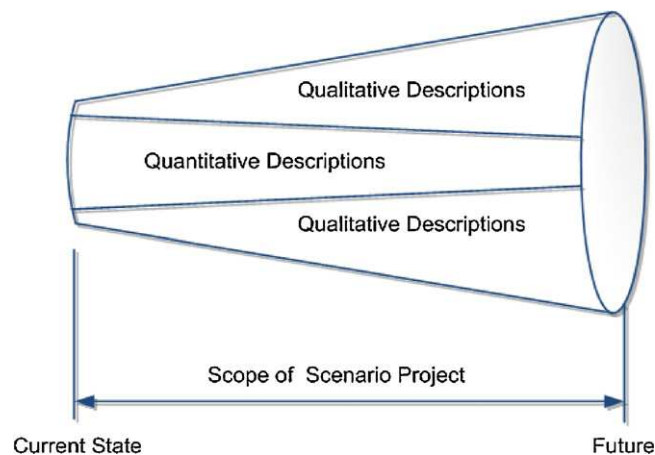 Qualitative Descriptions
Quantitative Descriptions
Qualitative Descriptions
Scope of Scenario Project
Current State
Future